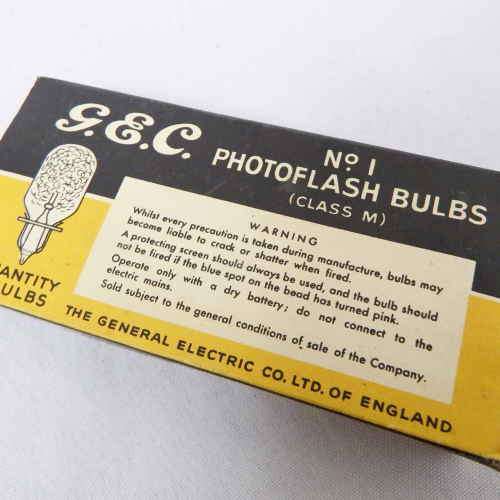 G.E.C.
No 1
PHOTOFLASH BULBS
(CLASS M)
WARNING
Whilst every precaution is taken during manufacture, bulbs may
become liable to crack or shatter when fired.
A protecting screen should always be used, and the bulb should
not be fired if the blue spot on the bead has turned pink.
Operate only with a dry battery; do not connect to the
electric mains.
Sold subject to the general conditions of sale of the Company.
THE GENERAL ELECTRIC CO. LTD. OF ENGLAND